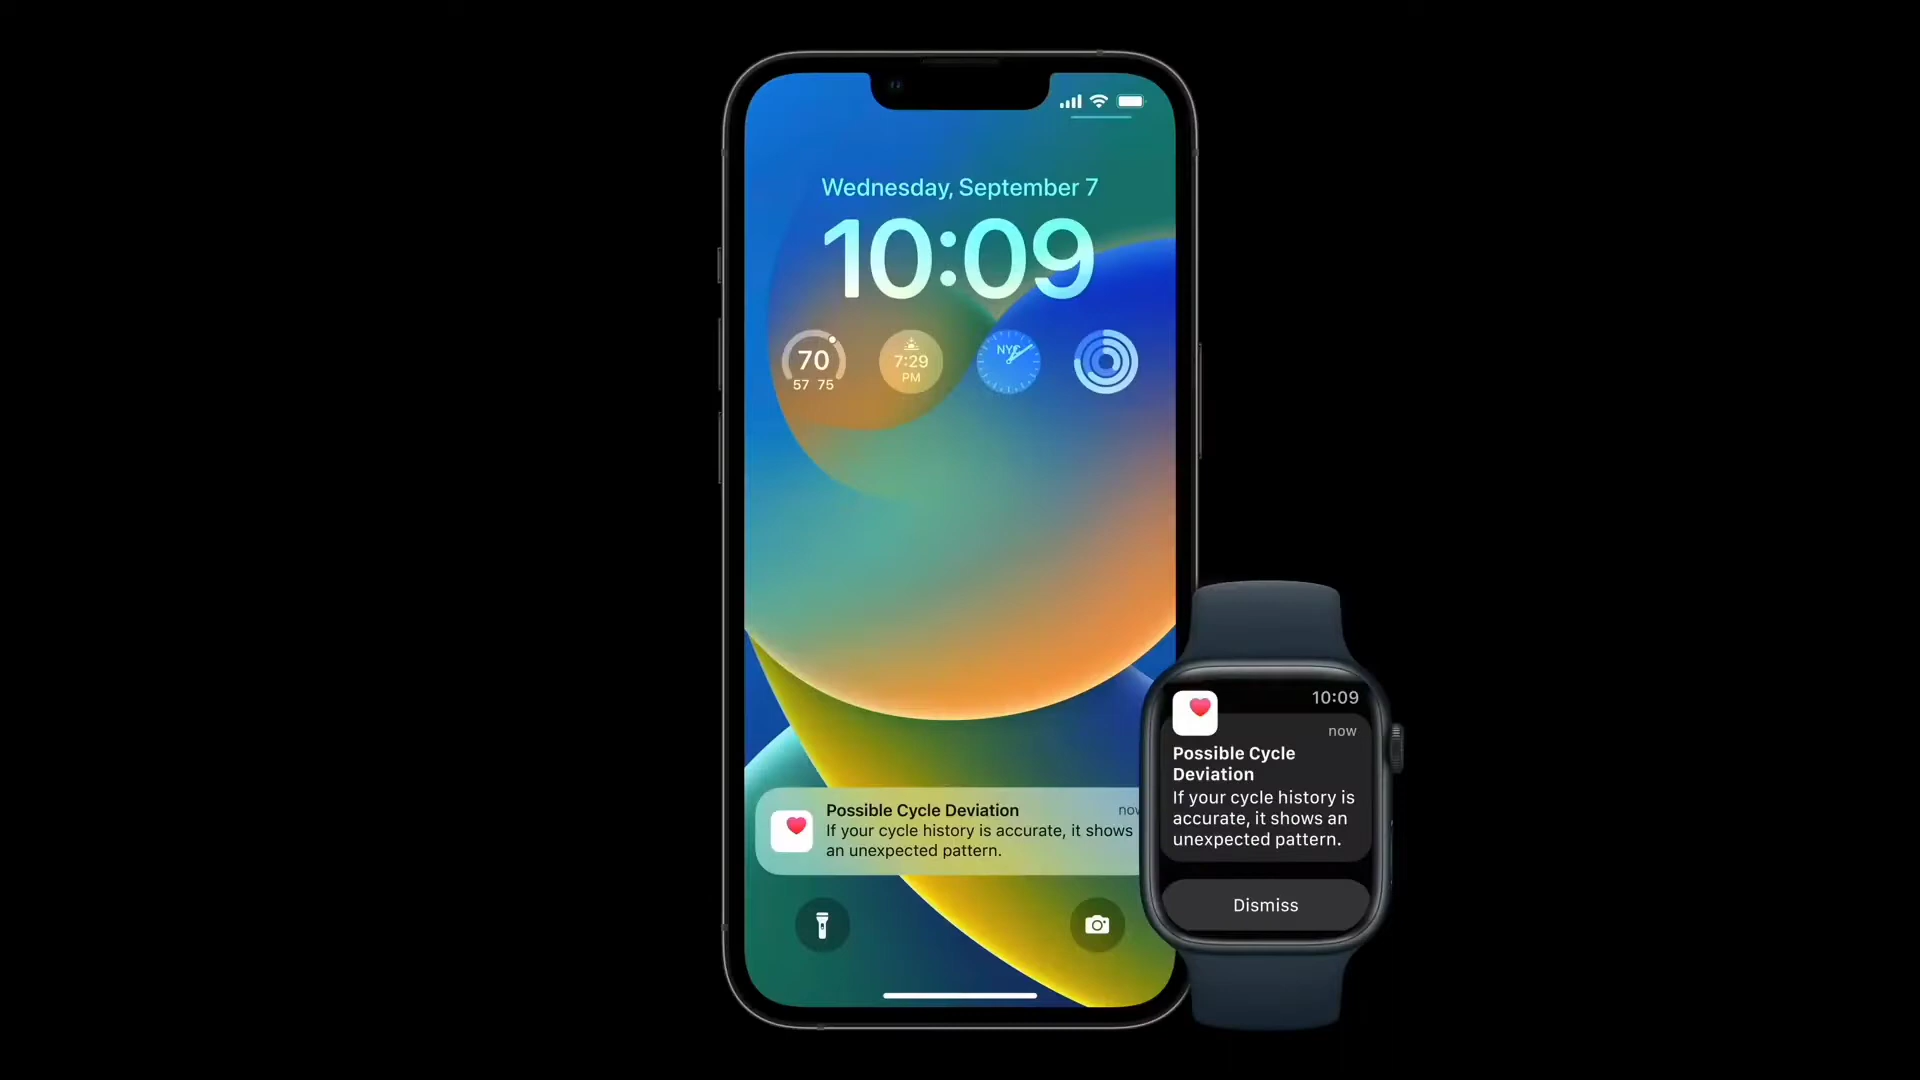 Wednesday, September 7
10:09
70
57 75
7:29
PM
NYC
Possible Cycle Deviation
now
If your cycle history is accurate, it shows
an unexpected pattern.
10:09
now
Possible Cycle
Deviation
If your cycle history is
accurate, it shows an
unexpected pattern.
Dismiss